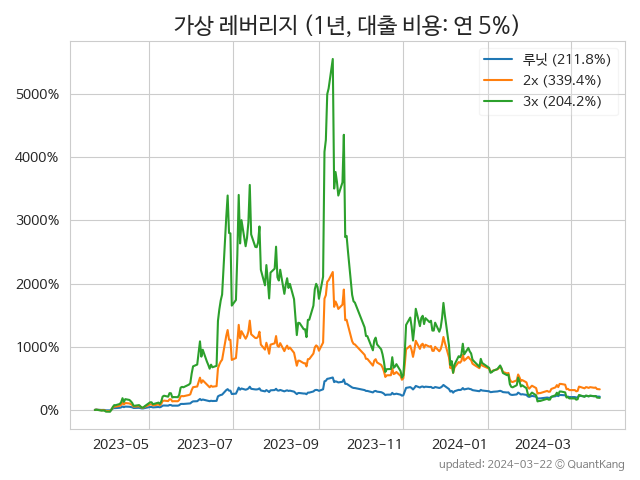 가상 레버리지 (1년, 대출 비용: 연 5%)
루닛 (211.8%)
2x (339.4%)
3x (204.2%)
5000%
4000%
3000%
2000%
1000%
0%
2023-05 2023-07 2023-09 2023-11 2024-01 2024-03
updated: 2024-03-22 © QuantKang